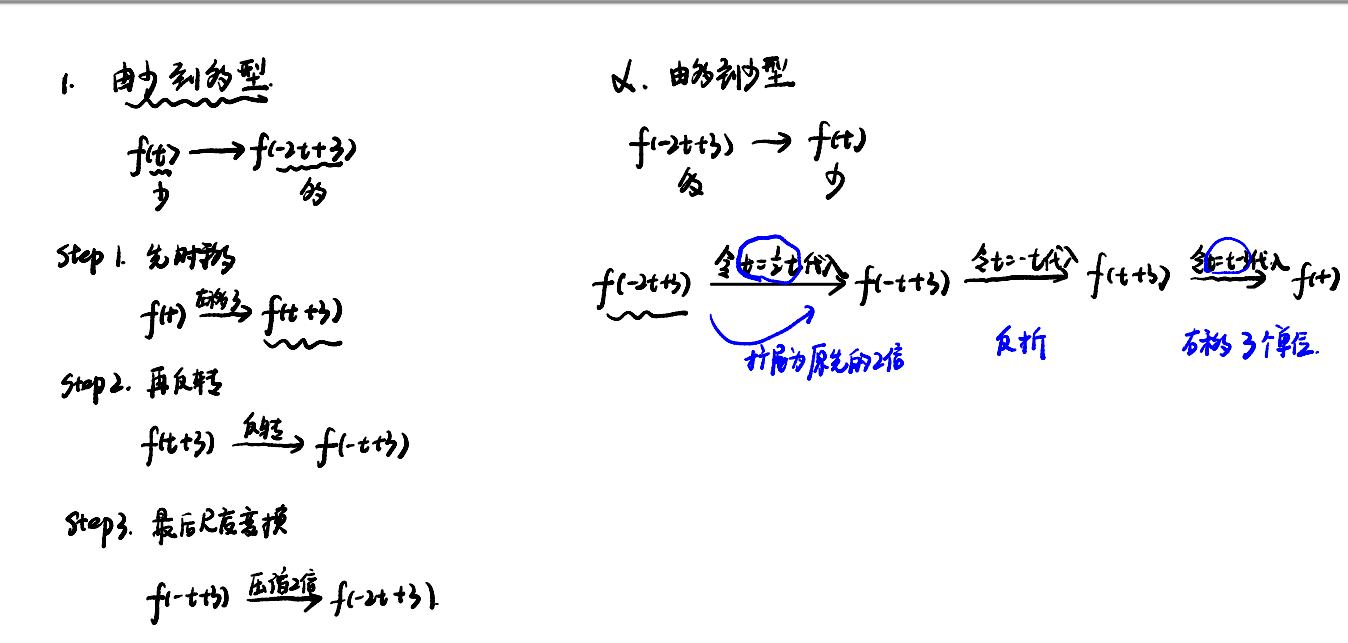 1. 由少到多型.
f(t) → f(-2t+3)
少 多
Step 1. 先时移
f(t) 左移3 → f(t+3)
Step 2. 再反转
f(t+3) 反转 → f(-t+3)
Step 3. 最后尺度变换
f(-t+3) 压缩2倍 → f(-2t+3).
2. 由多到少型
f(-2t+3) → f(t)
多 少
f(-2t+3) 令t=½t代入 → f(-t+3) 令t=-t代入 → f(t+3) 令t=t-3代入 → f(t)
扩展为原先的2倍 反折 右移 3个单位.